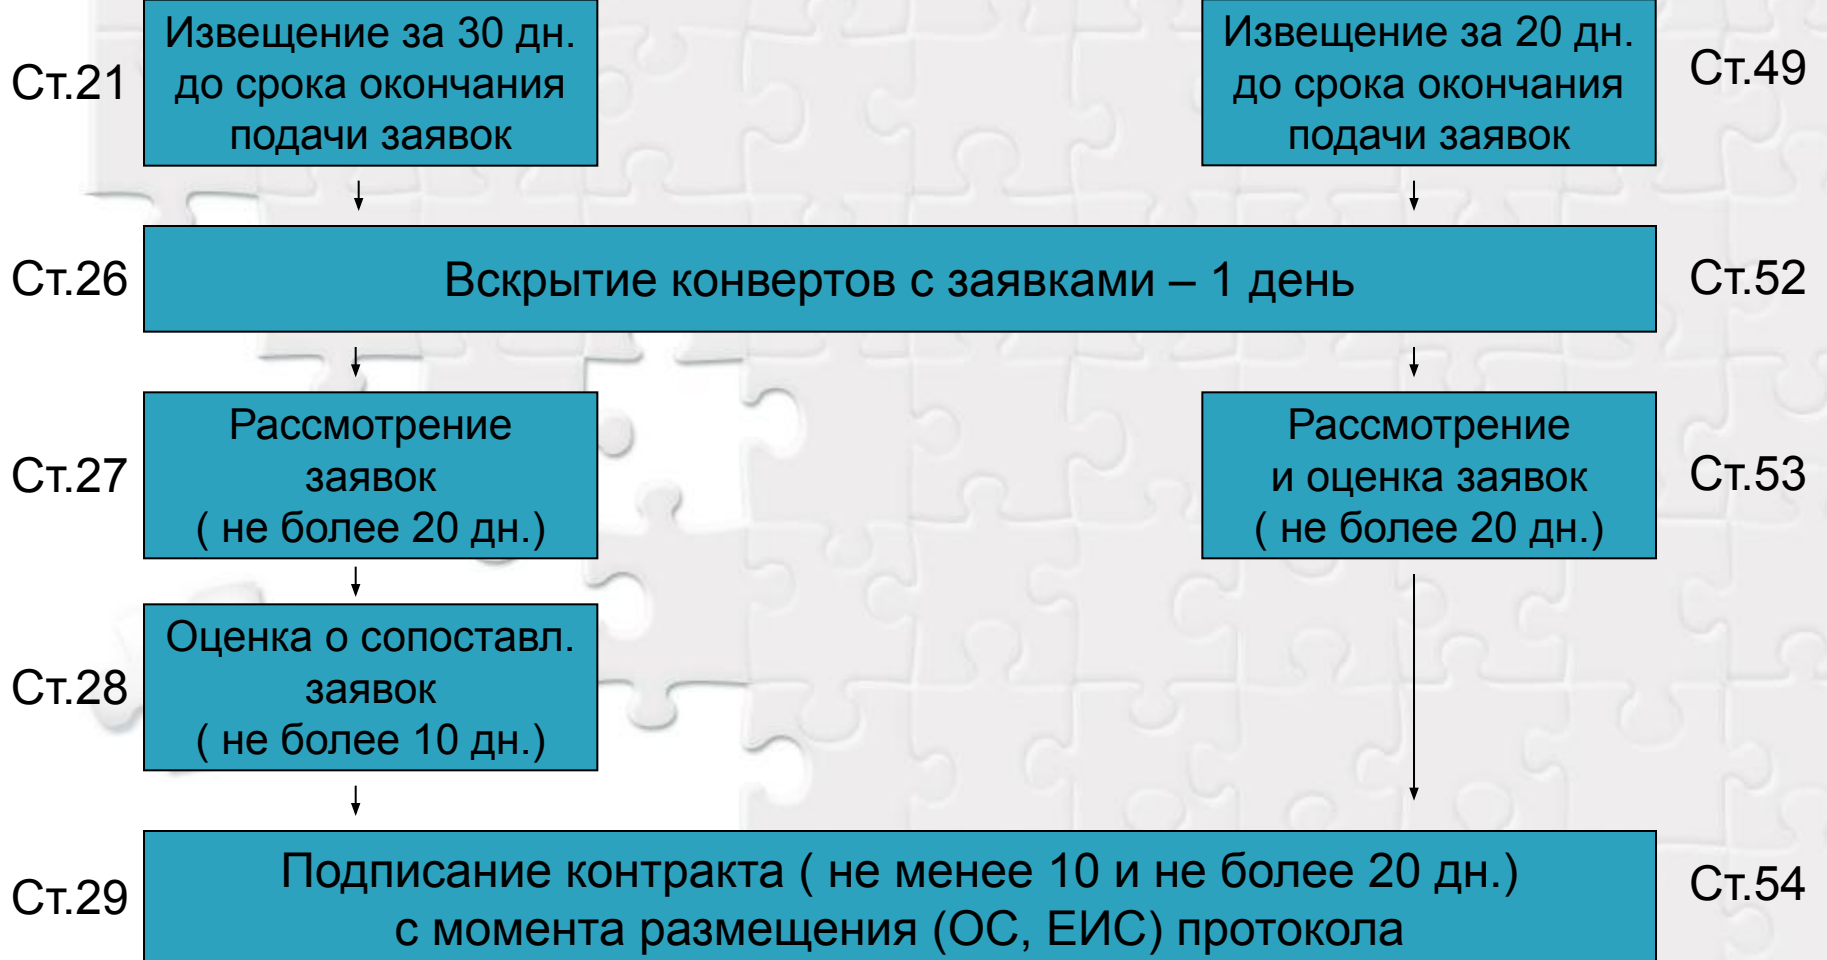 Ст.21
Извещение за 30 дн.
до срока окончания
подачи заявок
Извещение за 20 дн.
до срока окончания
подачи заявок
Ст.49
Ст.26
Вскрытие конвертов с заявками – 1 день
Ст.52
Ст.27
Рассмотрение
заявок
( не более 20 дн.)
Рассмотрение
и оценка заявок
( не более 20 дн.)
Ст.53
Ст.28
Оценка о сопоставл.
заявок
( не более 10 дн.)
Ст.29
Подписание контракта ( не менее 10 и не более 20 дн.)
с момента размещения (ОС, ЕИС) протокола
Ст.54